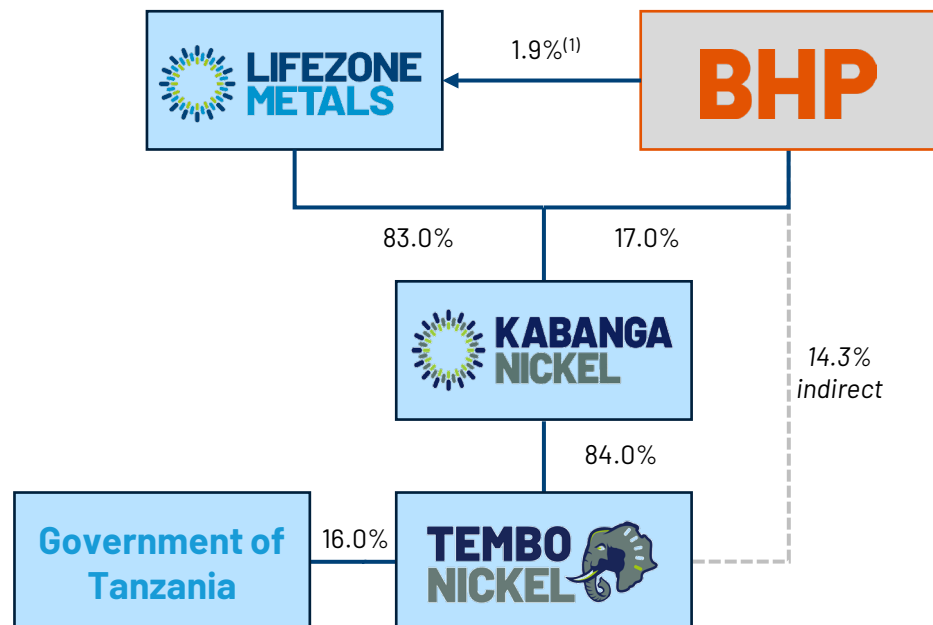 LIFEZONE
METALS
1.9%(1)
BHP
83.0%
17.0%
KABANGA
NICKEL
14.3%
indirect
84.0%
Government of
Tanzania
16.0%
TEMBO
NICKEL